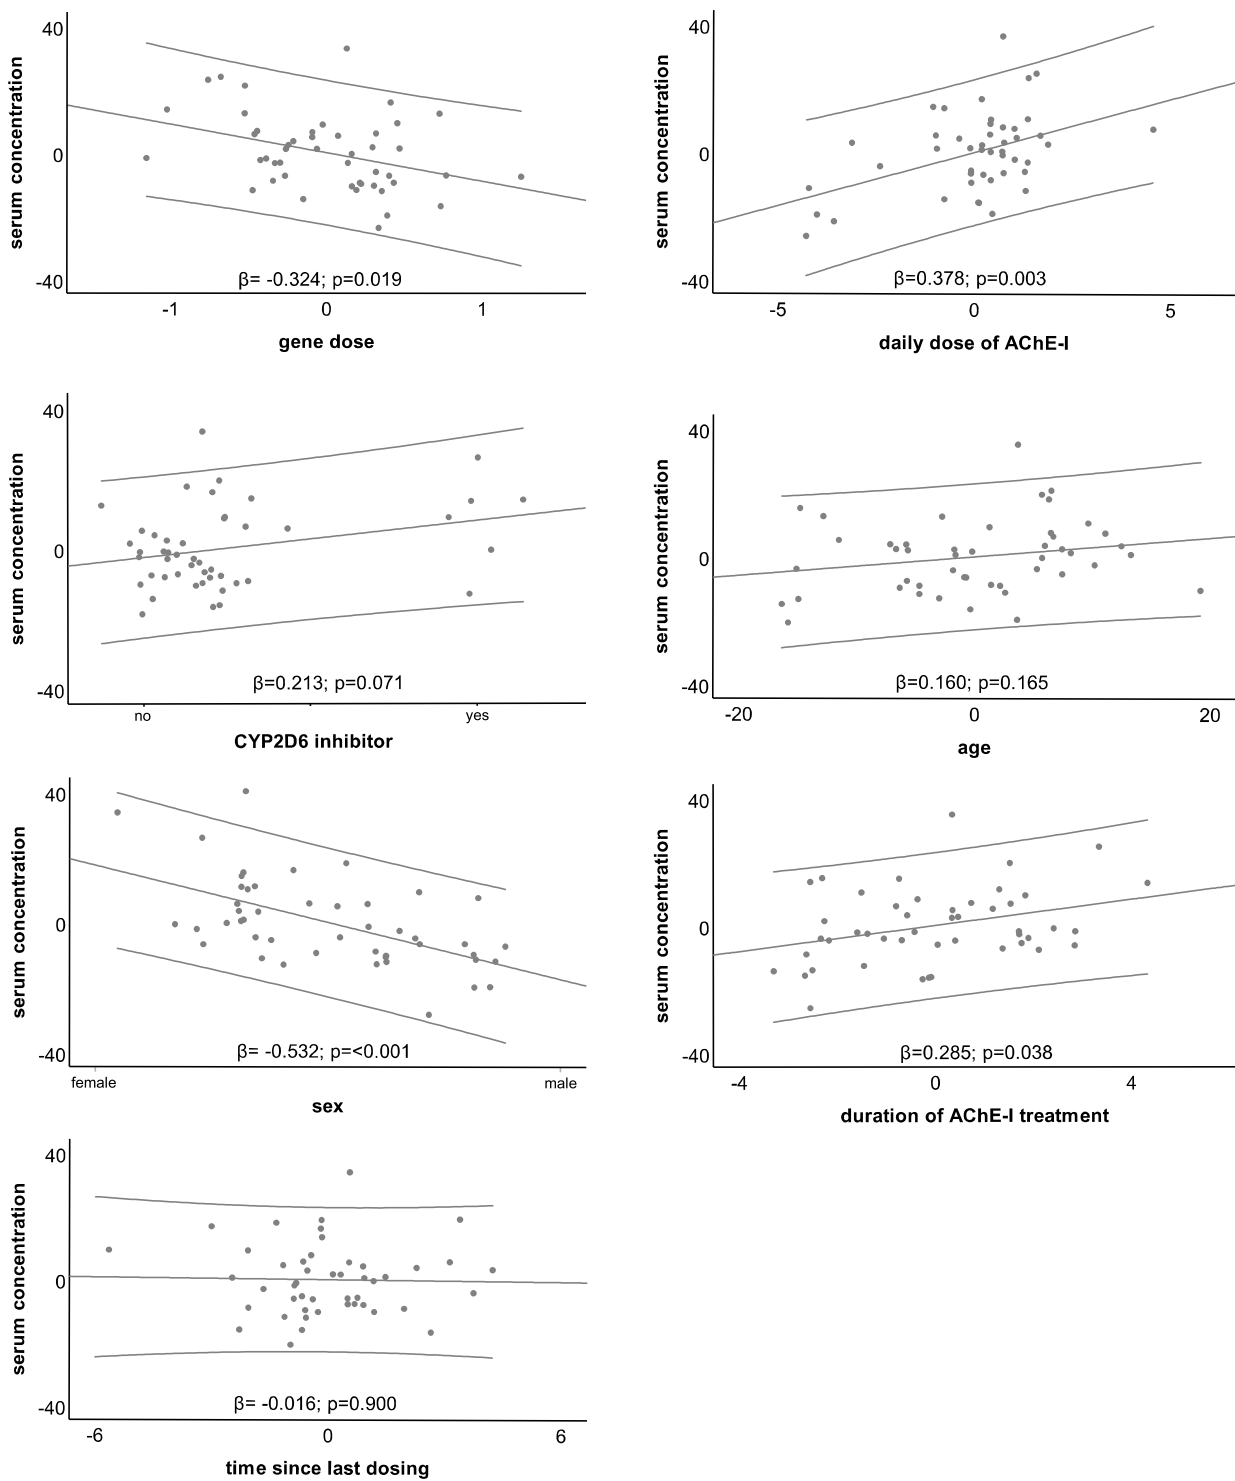 40
0
-40
serum concentration
β= -0.324; p=0.019
-1 0 1
gene dose
40
0
-40
serum concentration
β=0.378; p=0.003
-5 0 5
daily dose of AChE-I
40
0
-40
serum concentration
β=0.213; p=0.071
no yes
CYP2D6 inhibitor
40
0
-40
serum concentration
β=0.160; p=0.165
-20 0 20
age
40
0
-40
serum concentration
β= -0.532; p=<0.001
female male
sex
40
0
-40
serum concentration
β=0.285; p=0.038
-4 0 4
duration of AChE-I treatment
40
0
-40
serum concentration
β= -0.016; p=0.900
-6 0 6
time since last dosing